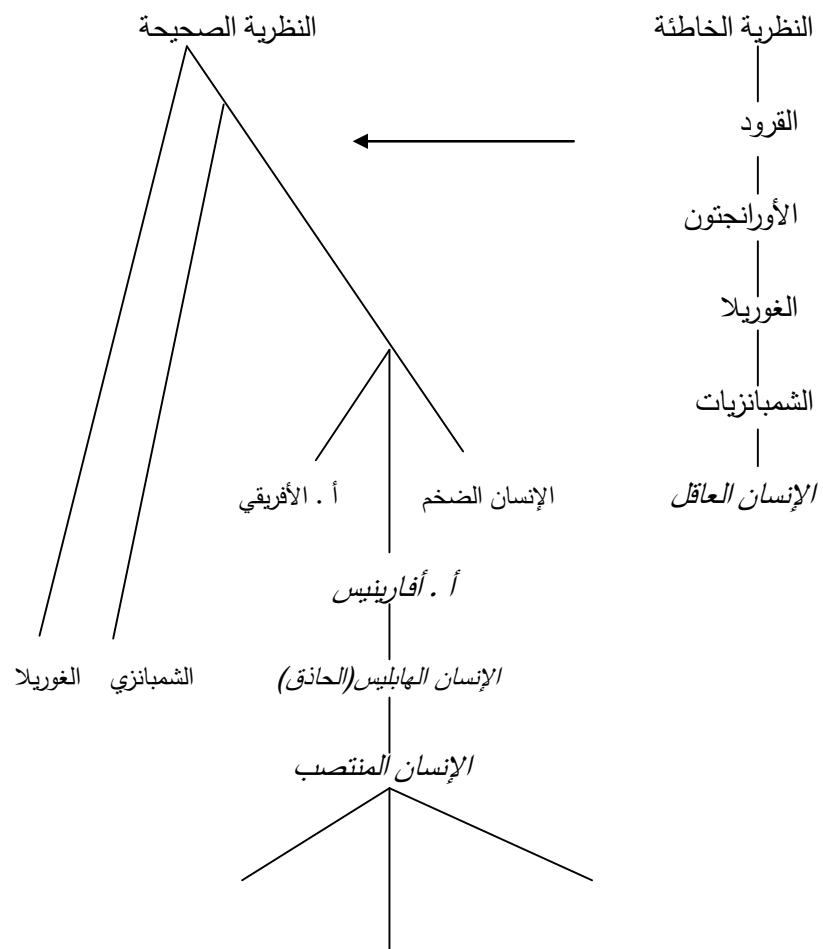 النظرية الخاطئة
القرود
الأورانجتون
الغوريلا
الشمبانزيات
الإنسان العاقل
النظرية الصحيحة
الإنسان الضخم
أ . الأفريقي
أ . أفارينيس
الإنسان الهابليس(الحاذق)
الشمبانزي
الغوريلا
الإنسان المنتصب